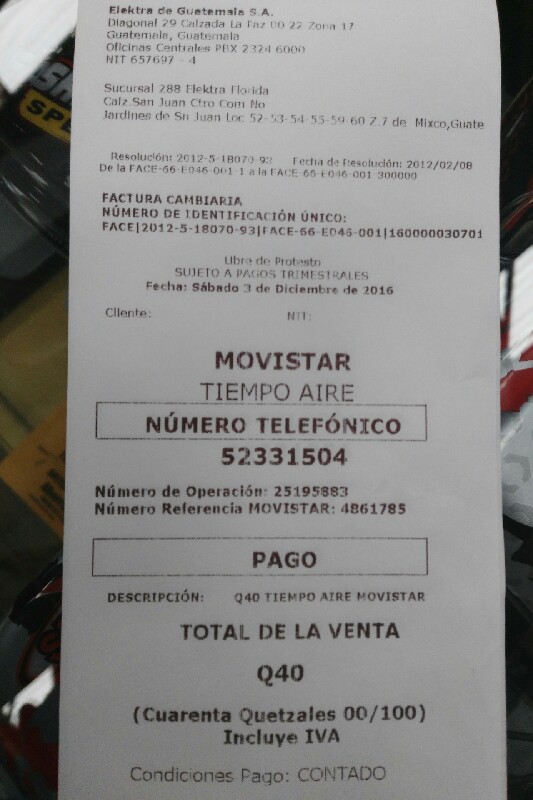 Elektra de Guatemala S.A.
Diagonal 29 Calzada La Paz 00 22 Zona 17
Guatemala, Guatemala
Oficinas Centrales PBX 2324 6000
NIT 657697 - 4
Sucursal 288 Elektra Florida
Calz.San Juan Ctro Com No
Jardines de Sn Juan Loc 52-53-54-55-59-60 Z.7 de Mixco,Guate
Resolución: 2012-5-18070-93 Fecha de Resolución: 2012/02/08
De la FACE-66-E046-001-1 a la FACE-66-E046-001-300000
FACTURA CAMBIARIA
NÚMERO DE IDENTIFICACIÓN ÚNICO:
FACE|2012-5-18070-93|FACE-66-E046-001|160000030701
Libre de Protesto
SUJETO A PAGOS TRIMESTRALES
Fecha: Sábado 3 de Diciembre de 2016
Cliente: NIT:
MOVISTAR
TIEMPO AIRE
NÚMERO TELEFÓNICO
52331504
Número de Operación: 25195883
Número Referencia MOVISTAR: 4861785
PAGO
DESCRIPCIÓN: Q40 TIEMPO AIRE MOVISTAR
TOTAL DE LA VENTA
Q40
(Cuarenta Quetzales 00/100)
Incluye IVA
Condiciones Pago: CONTADO